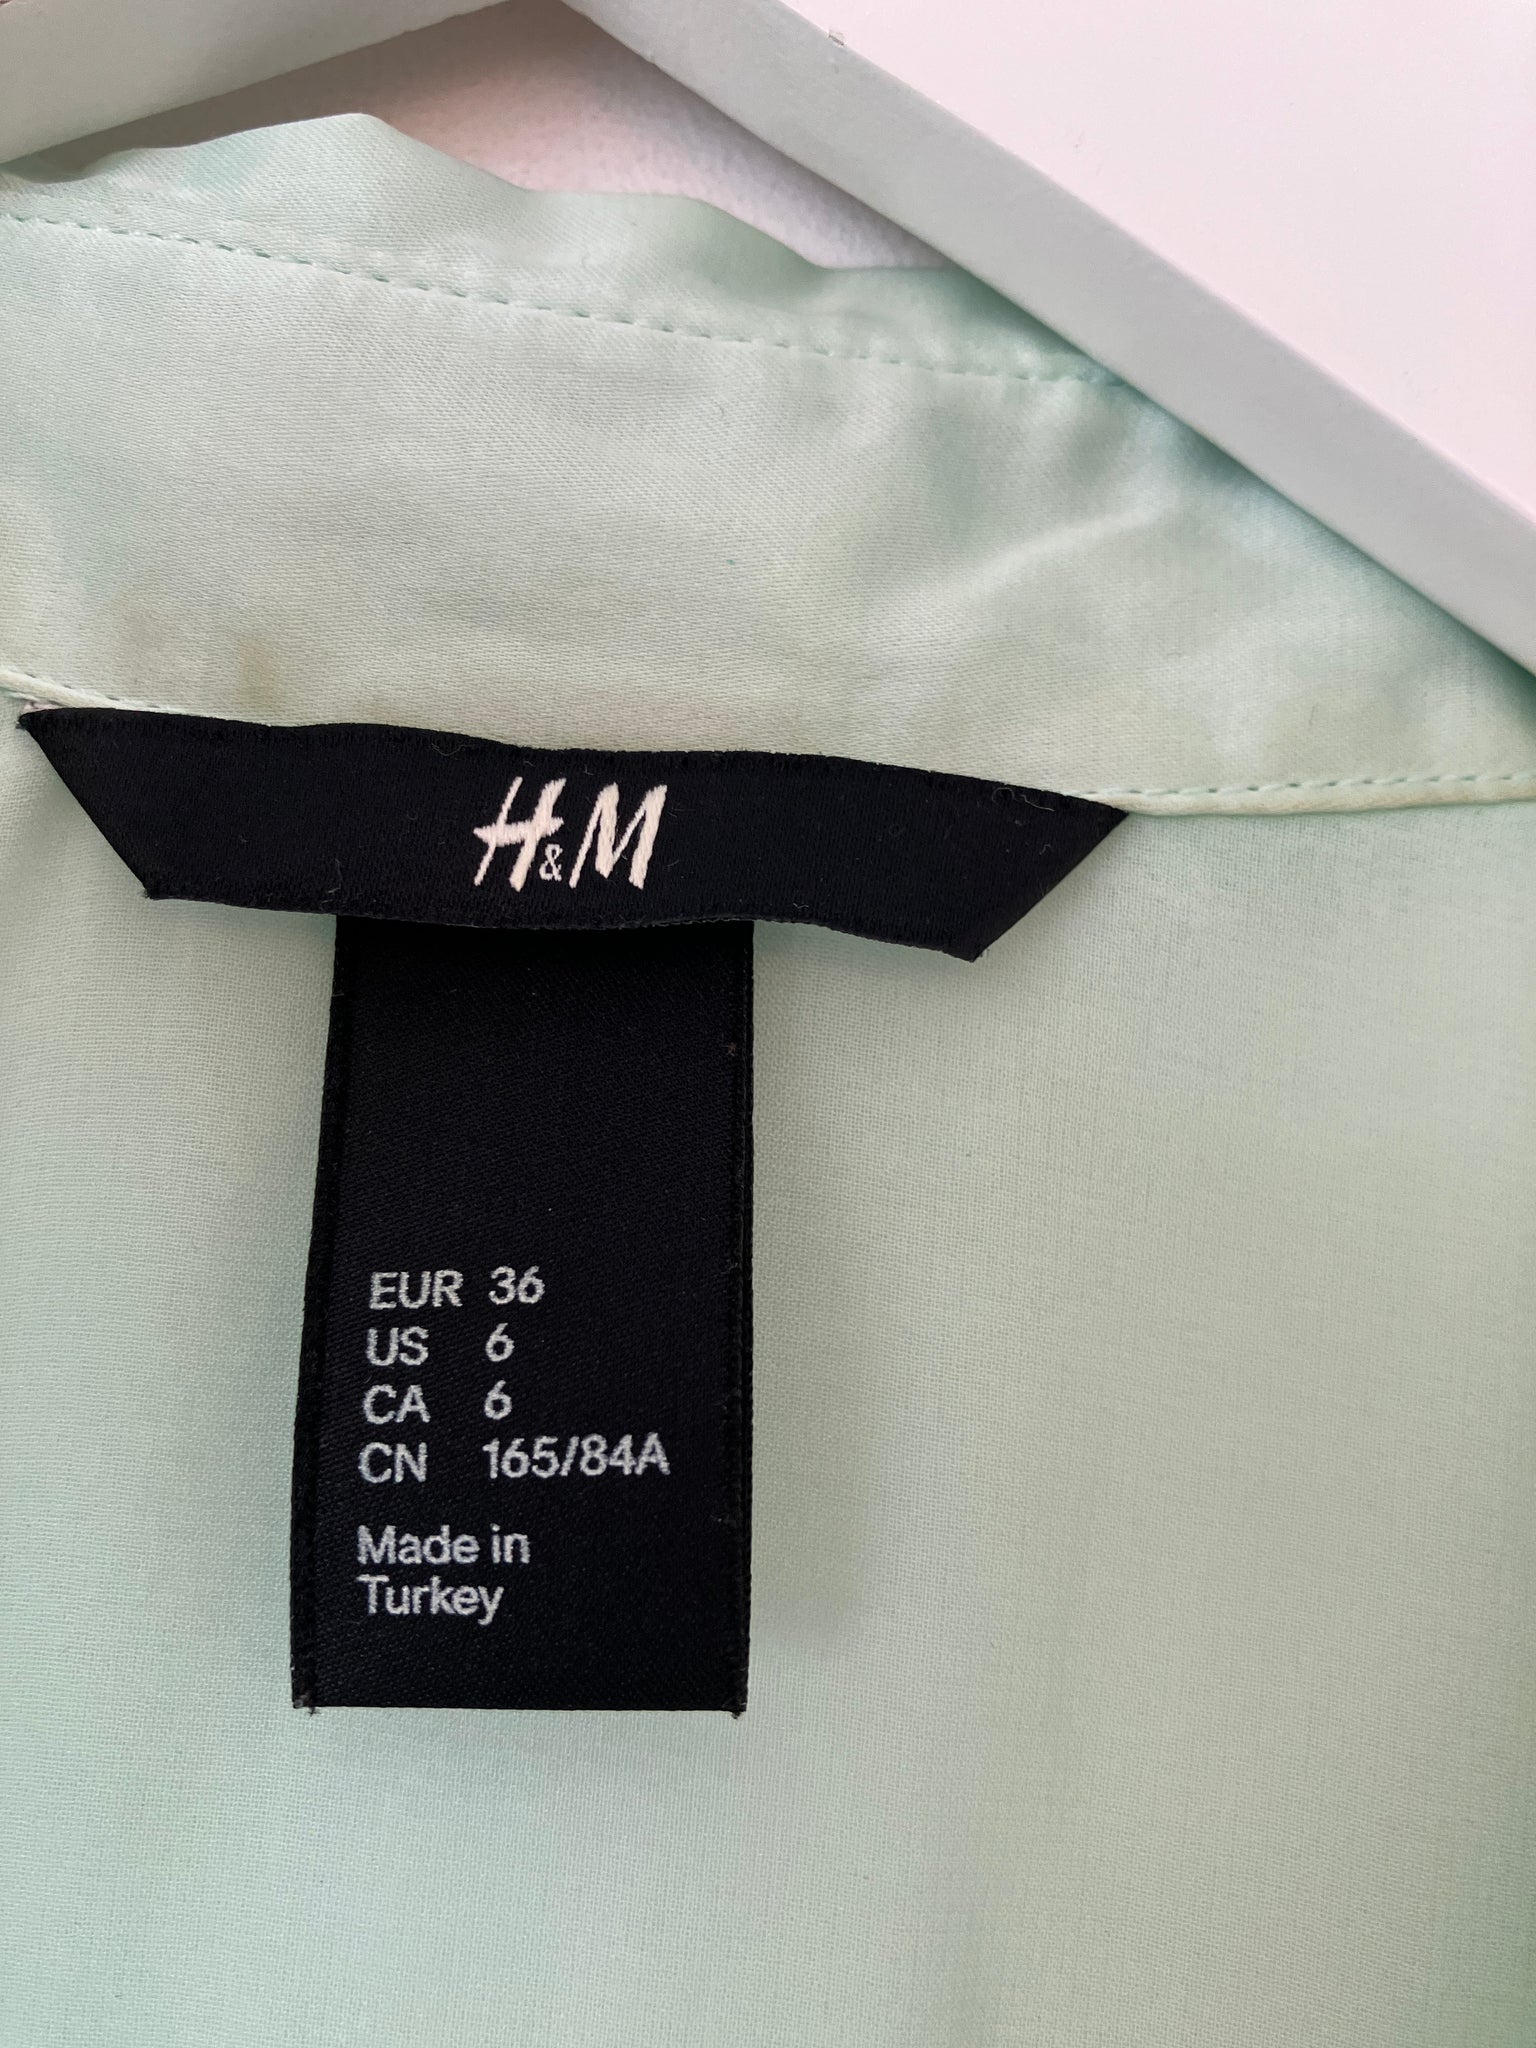 H&M
EUR 36
US 6
CA 6
CN 165/84A
Made in
Turkey